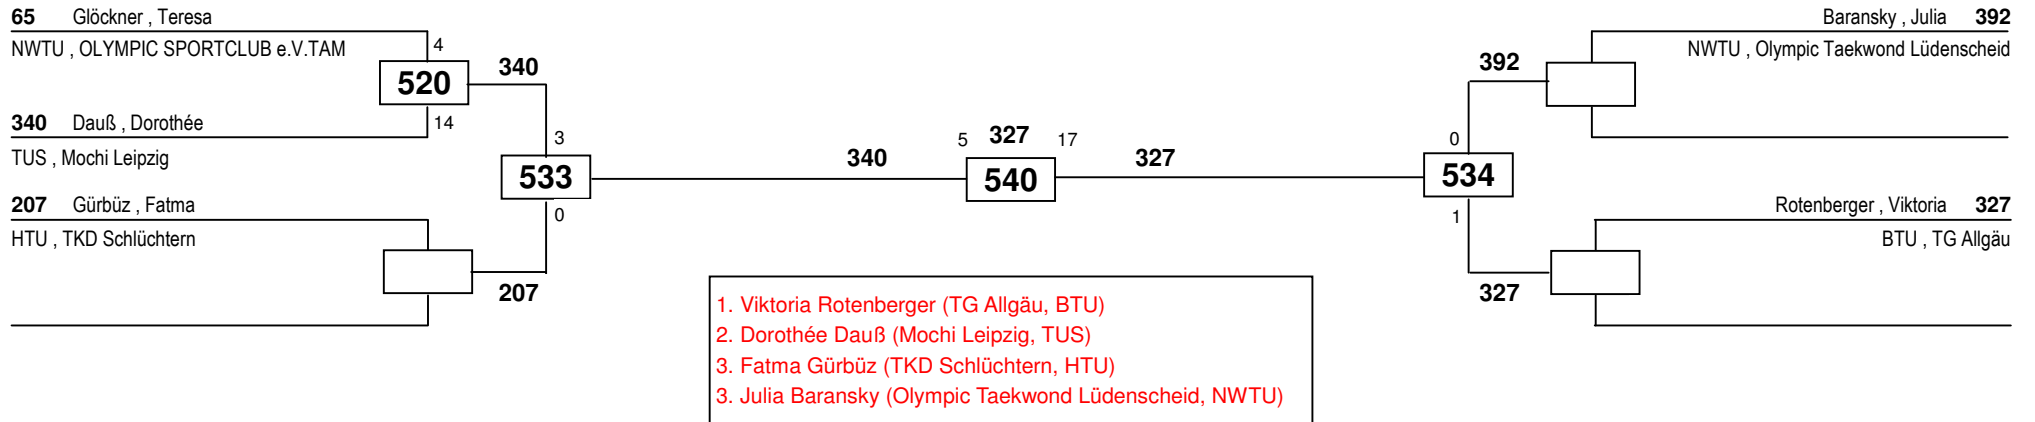 65 Glöckner , Teresa
NWTU , OLYMPIC SPORTCLUB e.V.TAM
4
520
340
14
340 Dauß , Dorothée
TUS , Mochi Leipzig
3
533
0
207 Gürbüz , Fatma
HTU , TKD Schlüchtern
207
340
5 327 17
540
327
Baransky , Julia 392
NWTU , Olympic Taekwond Lüdenscheid
392
0
534
1
Rotenberger , Viktoria 327
BTU , TG Allgäu
327
1. Viktoria Rotenberger (TG Allgäu, BTU)
2. Dorothée Dauß (Mochi Leipzig, TUS)
3. Fatma Gürbüz (TKD Schlüchtern, HTU)
3. Julia Baransky (Olympic Taekwond Lüdenscheid, NWTU)